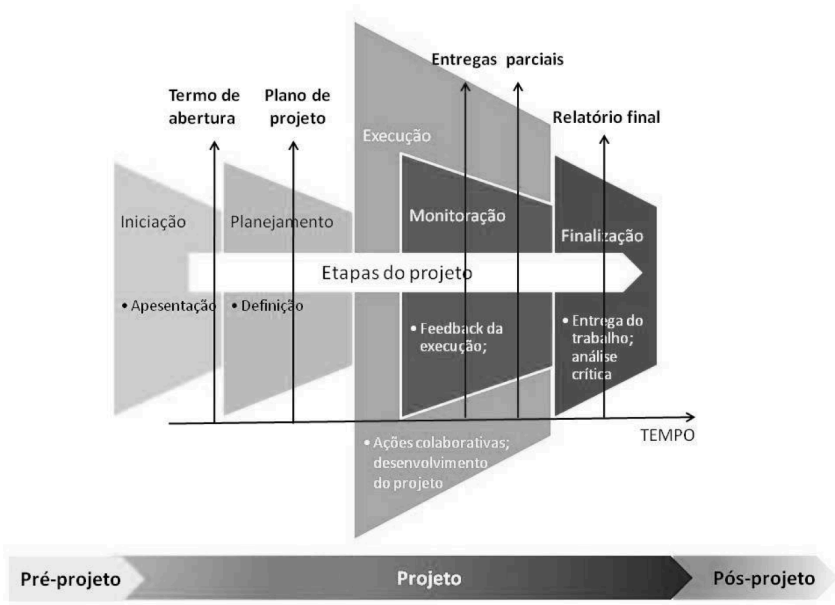 Entregas parciais
Termo de
abertura
Plano de
projeto
Relatório final
Execução
Iniciação
Planejamento
Monitoração
Finalização
Etapas do projeto
• Apesentação
• Definição
• Feedback da
execução;
• Entrega do
trabalho;
análise
crítica
TEMPO
• Ações colaborativas;
desenvolvimento
do projeto
Pré-projeto
Projeto
Pós-projeto